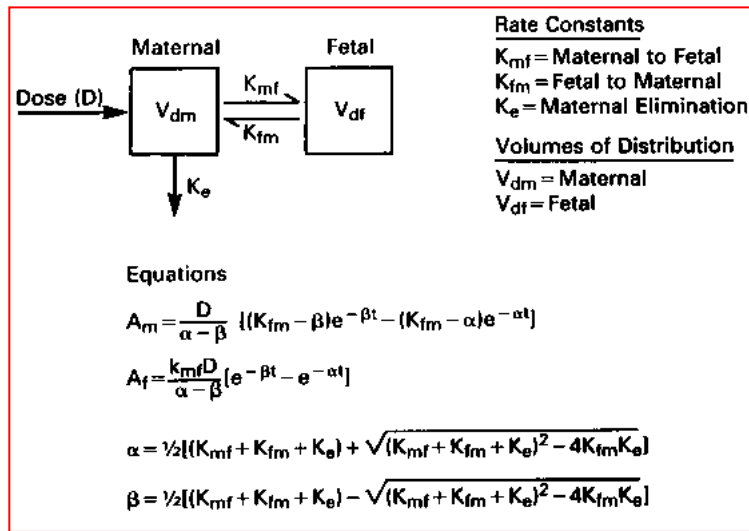 Maternal
Fetal
Rate Constants
Kmf=Maternal to Fetal
Kfm=Fetal to Maternal
Ke=Maternal Elimination
Dose (D)
Vdm
Kmf
Kfm
Vdf
Ke
Volumes of Distribution
Vdm=Maternal
Vdf=Fetal
Equations
Am=D/(α−β) [(Kfm−β)e^−βt−(Kfm−α)e^−αt]
Af=kmfD/(α−β) [e^−βt−e^−αt]
α=½[(Kmf+Kfm+Ke)+√((Kmf+Kfm+Ke)²−4KfmKe)]
β=½[(Kmf+Kfm+Ke)−√((Kmf+Kfm+Ke)²−4KfmKe)]